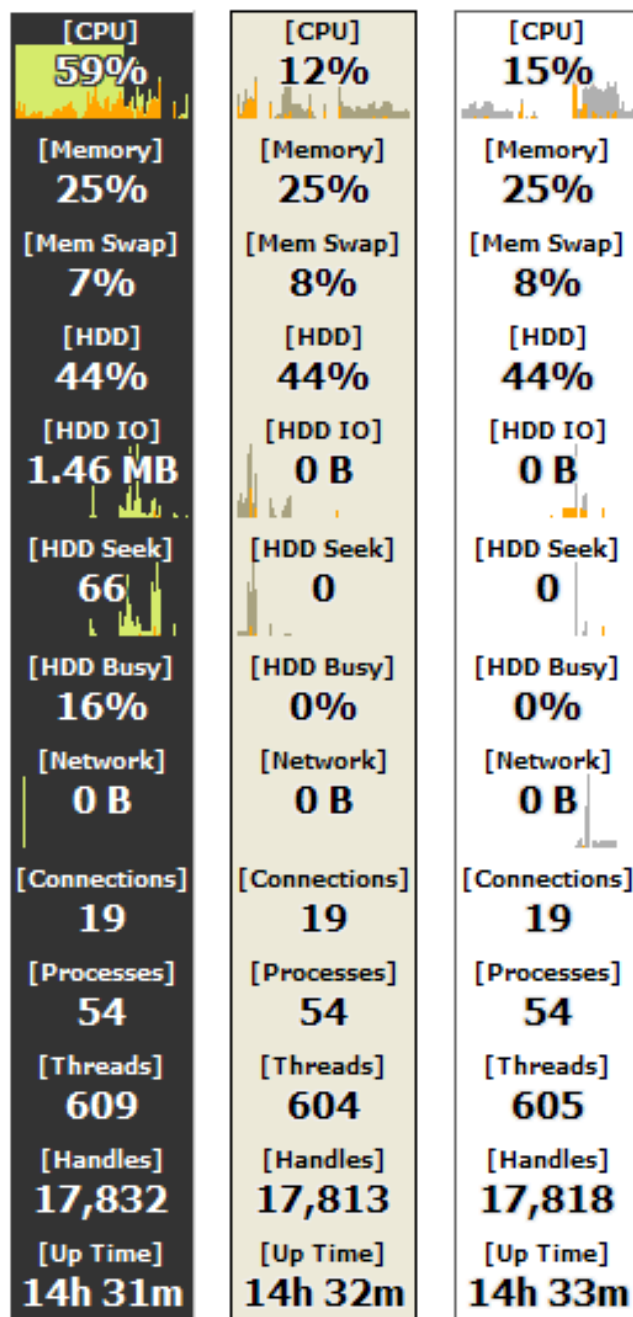 [CPU]
59%
[Memory]
25%
[Mem Swap]
7%
[HDD]
44%
[HDD IO]
1.46 MB
[HDD Seek]
66
[HDD Busy]
16%
[Network]
0 B
[Connections]
19
[Processes]
54
[Threads]
609
[Handles]
17,832
[Up Time]
14h 31m
[CPU]
12%
[Memory]
25%
[Mem Swap]
8%
[HDD]
44%
[HDD IO]
0 B
[HDD Seek]
0
[HDD Busy]
0%
[Network]
0 B
[Connections]
19
[Processes]
54
[Threads]
604
[Handles]
17,813
[Up Time]
14h 32m
[CPU]
15%
[Memory]
25%
[Mem Swap]
8%
[HDD]
44%
[HDD IO]
0 B
[HDD Seek]
0
[HDD Busy]
0%
[Network]
0 B
[Connections]
19
[Processes]
54
[Threads]
605
[Handles]
17,818
[Up Time]
14h 33m